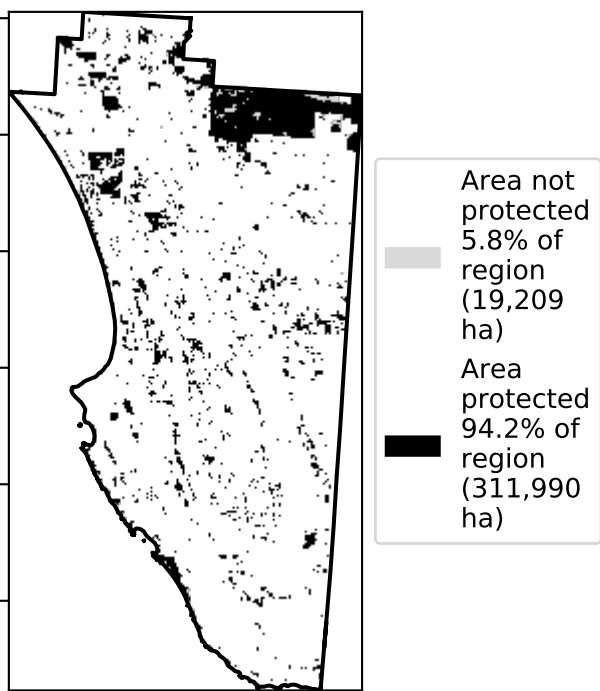 Area not
protected
5.8% of
region
(19,209
ha)
Area
protected
94.2% of
region
(311,990
ha)